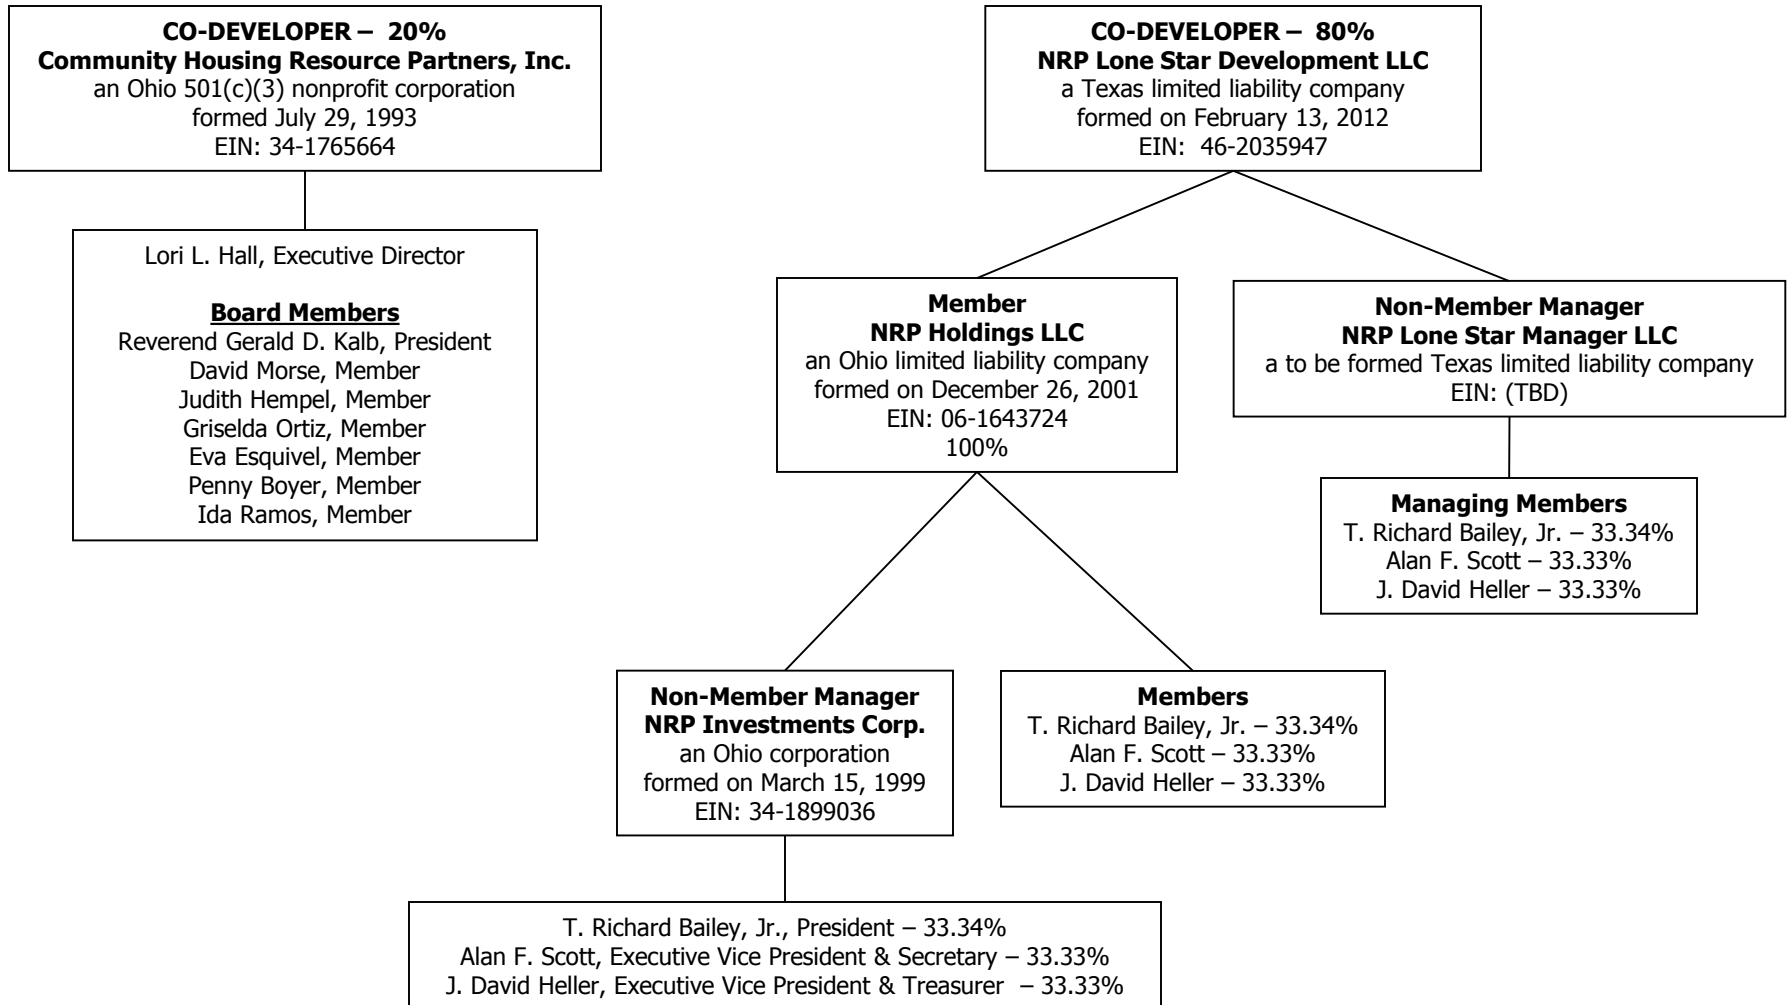 CO-DEVELOPER – 20%
Community Housing Resource Partners, Inc.
an Ohio 501(c)(3) nonprofit corporation
formed July 29, 1993
EIN: 34-1765664
CO-DEVELOPER – 80%
NRP Lone Star Development LLC
a Texas limited liability company
formed on February 13, 2012
EIN: 46-2035947
Lori L. Hall, Executive Director
Board Members
Reverend Gerald D. Kalb, President
David Morse, Member
Judith Hempel, Member
Griselda Ortiz, Member
Eva Esquivel, Member
Penny Boyer, Member
Ida Ramos, Member
Member
NRP Holdings LLC
an Ohio limited liability company
formed on December 26, 2001
EIN: 06-1643724
100%
Non-Member Manager
NRP Lone Star Manager LLC
a to be formed Texas limited liability company
EIN: (TBD)
Managing Members
T. Richard Bailey, Jr. – 33.34%
Alan F. Scott – 33.33%
J. David Heller – 33.33%
Non-Member Manager
NRP Investments Corp.
an Ohio corporation
formed on March 15, 1999
EIN: 34-1899036
Members
T. Richard Bailey, Jr. – 33.34%
Alan F. Scott – 33.33%
J. David Heller – 33.33%
T. Richard Bailey, Jr., President – 33.34%
Alan F. Scott, Executive Vice President & Secretary – 33.33%
J. David Heller, Executive Vice President & Treasurer – 33.33%